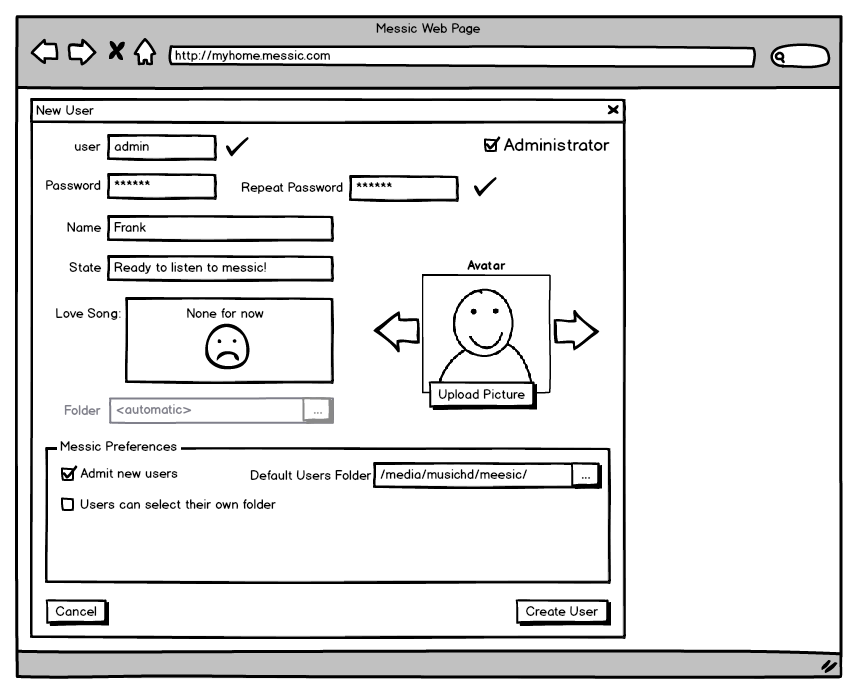 Messic Web Page
http://myhome.messic.com
New User
user admin
Administrator
Password ******
Repeat Password ******
Name Frank
State Ready to listen to messic!
Avatar
Love Song: None for now
Upload Picture
Folder <automatic> ...
Messic Preferences
Admit new users
Default Users Folder /media/musichd/meesic/ ...
Users can select their own folder
Cancel
Create User